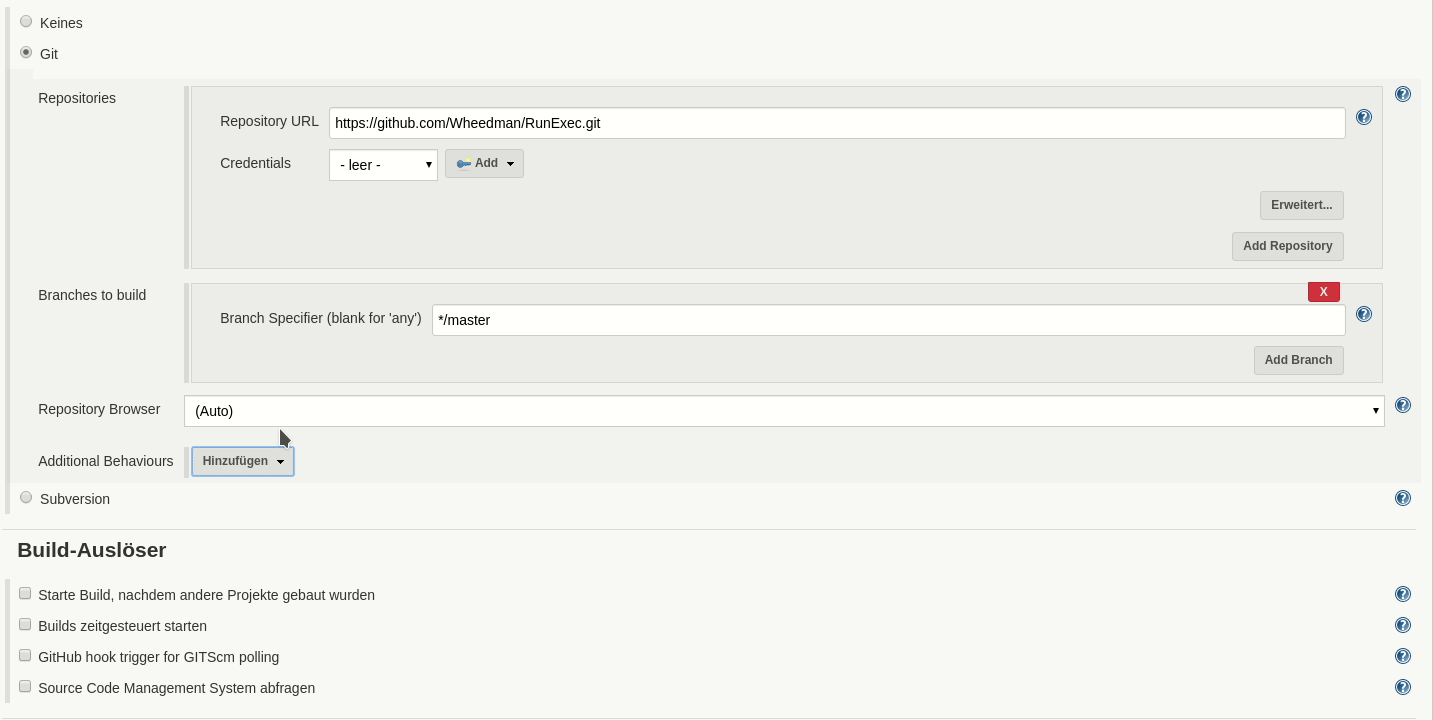 Keines
Git
Repositories
Repository URL https://github.com/Wheedman/RunExec.git
Credentials - leer - Add
Erweitert...
Add Repository
Branches to build
X
Branch Specifier (blank for 'any') */master
Add Branch
Repository Browser (Auto)
Additional Behaviours Hinzufügen
Subversion
Build-Auslöser
Starte Build, nachdem andere Projekte gebaut wurden
Builds zeitgesteuert starten
GitHub hook trigger for GITScm polling
Source Code Management System abfragen